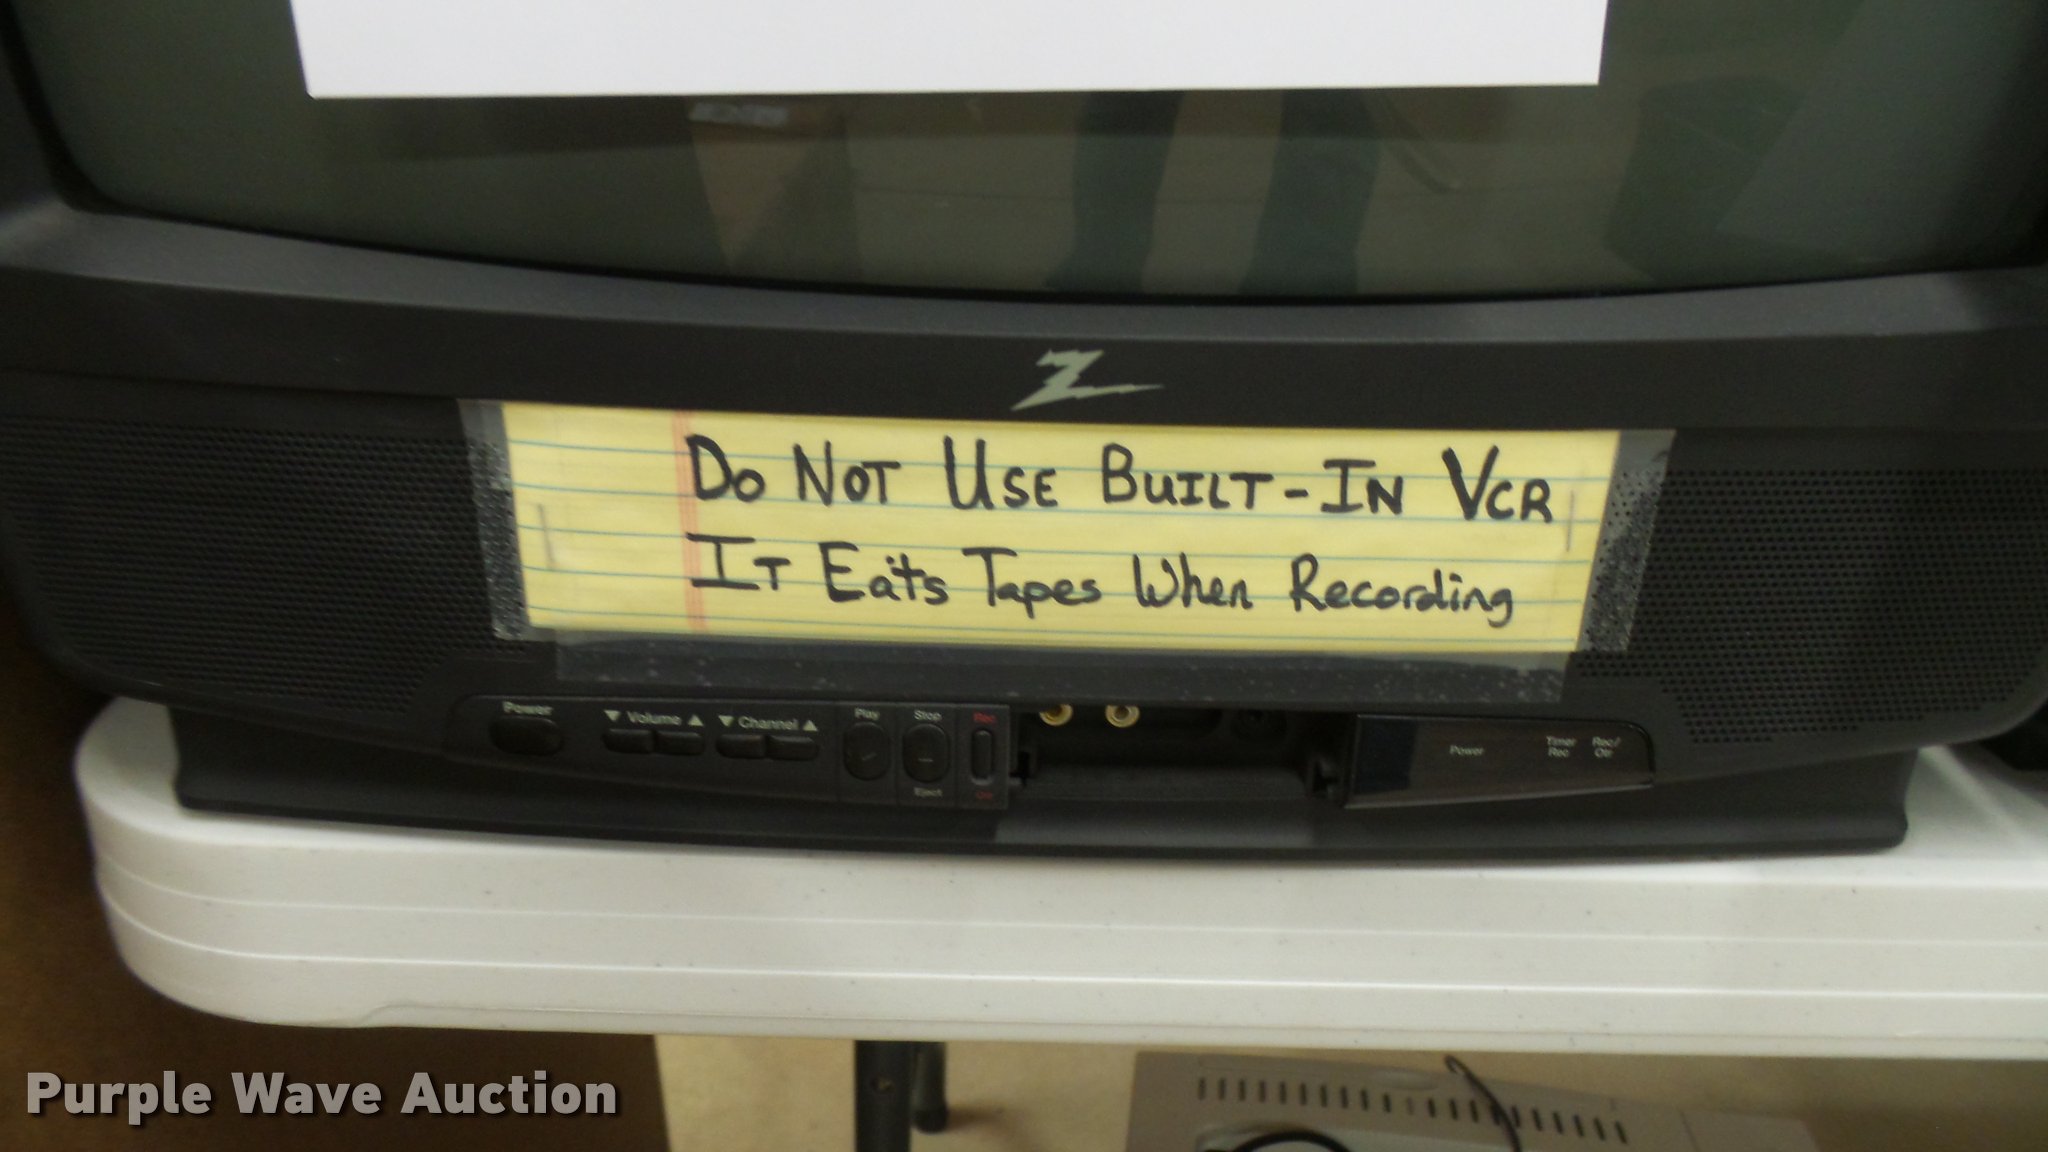 Z
DO NOT USE BUILT-IN VCR
IT Eats Tapes When Recording
Power
▼ Volume ▲
▼ Channel ▲
Play
Stop
Eject
Rec
Power
Timer Rec
Rec/
Purple Wave Auction